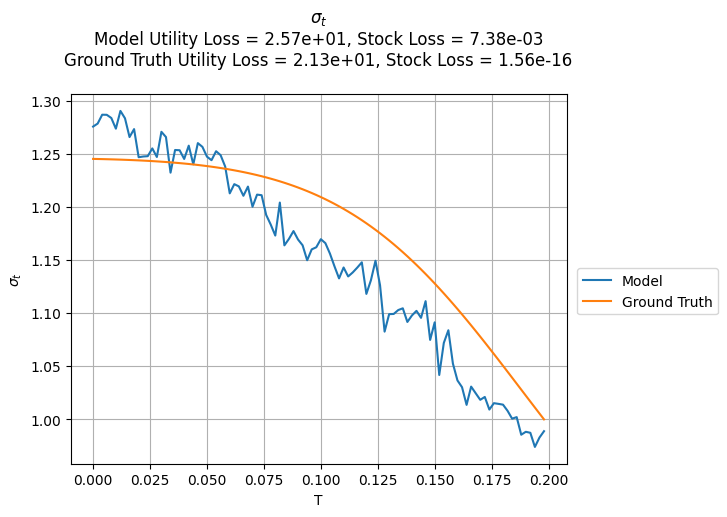 σt
Model Utility Loss = 2.57e+01, Stock Loss = 7.38e-03
Ground Truth Utility Loss = 2.13e+01, Stock Loss = 1.56e-16
1.30
1.25
1.20
1.15
1.10
1.05
1.00
σt
0.000 0.025 0.050 0.075 0.100 0.125 0.150 0.175 0.200
T
Model
Ground Truth